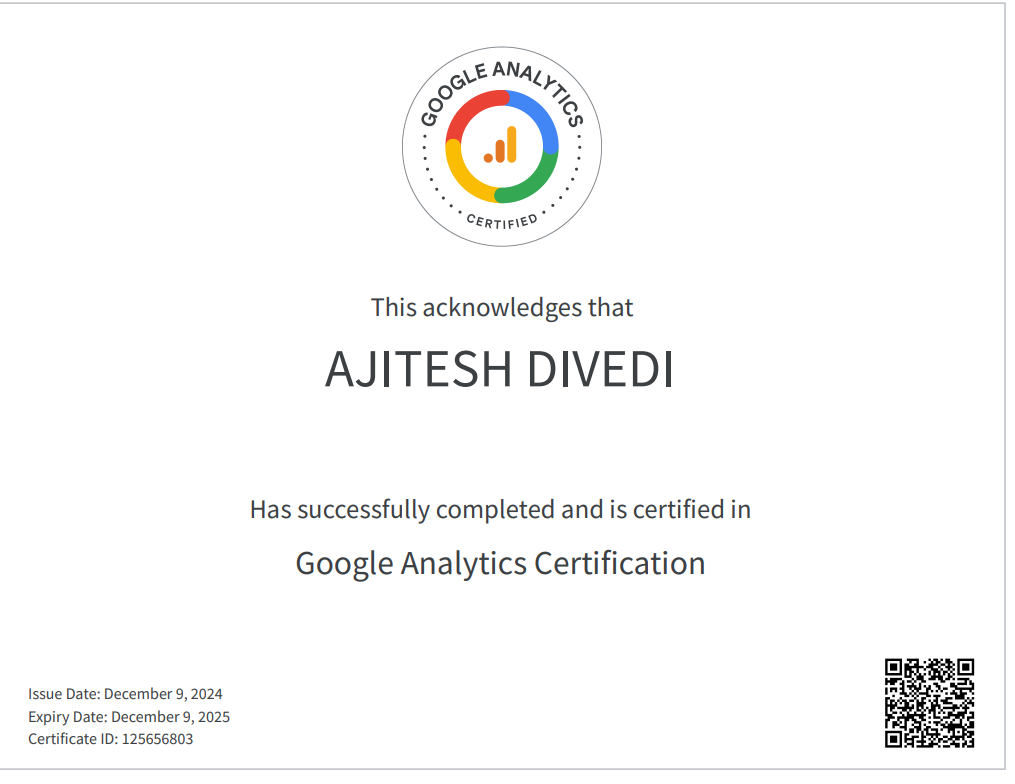 GOOGLE ANALYTICS
CERTIFIED
This acknowledges that
AJITESH DIVEDI
Has successfully completed and is certified in
Google Analytics Certification
Issue Date: December 9, 2024
Expiry Date: December 9, 2025
Certificate ID: 125656803